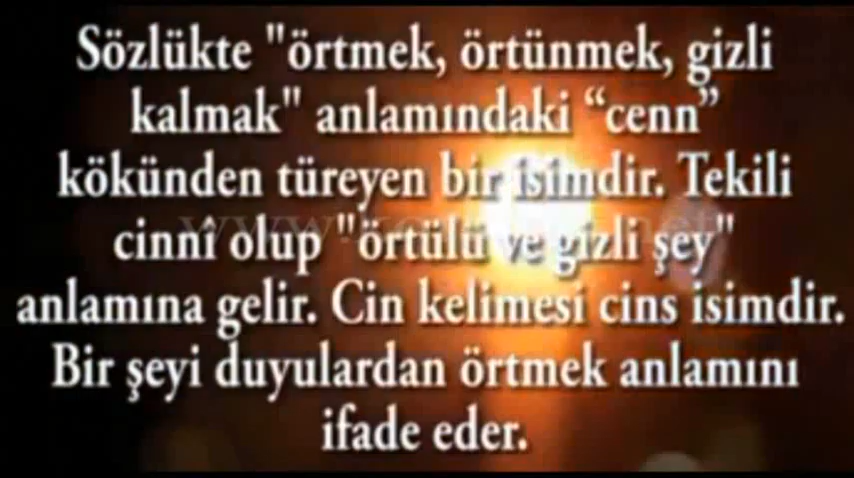 Sözlükte "örtmek, örtünmek, gizli
kalmak" anlamındaki “cenn”
kökünden türeyen bir isimdir. Tekili
cinnî olup "örtülü ve gizli şey"
anlamına gelir. Cin kelimesi cins isimdir.
Bir şeyi duyulardan örtmek anlamını
ifade eder.